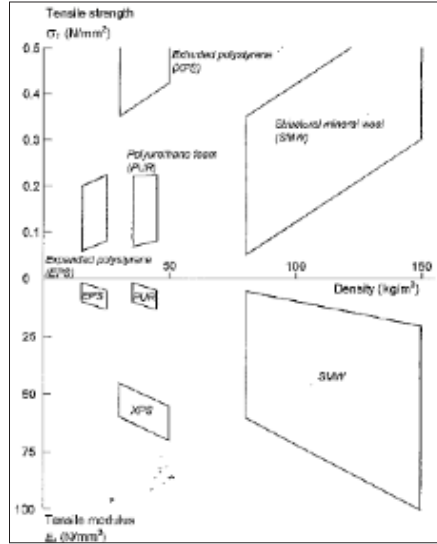 Tensile strength
σt (N/mm²)
0.5
Extruded polystyrene
(XPS)
0.4
Structural mineral wool
(SMW)
0.3
Polyurethane foam
(PUR)
0.2
0.1
Expanded polystyrene
(EPS)
0
50
100
150
Density (kg/m³)
EPS
PUR
25
SMW
50
XPS
75
100
Tensile modulus
Et (N/mm²)